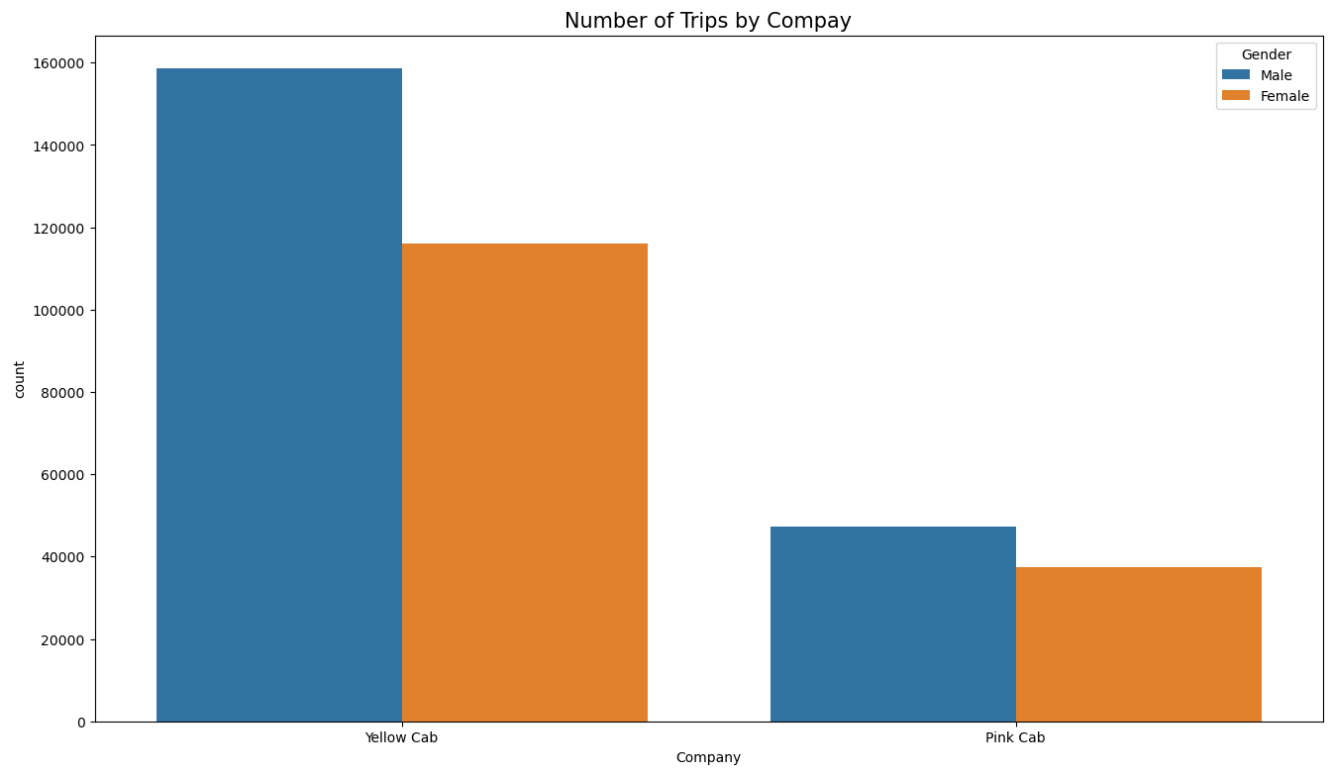 Number of Trips by Compay
Gender
Male
Female
160000
140000
120000
100000
80000
60000
40000
20000
0
count
Yellow Cab
Pink Cab
Company